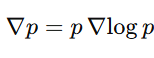 ∇p = p ∇log p